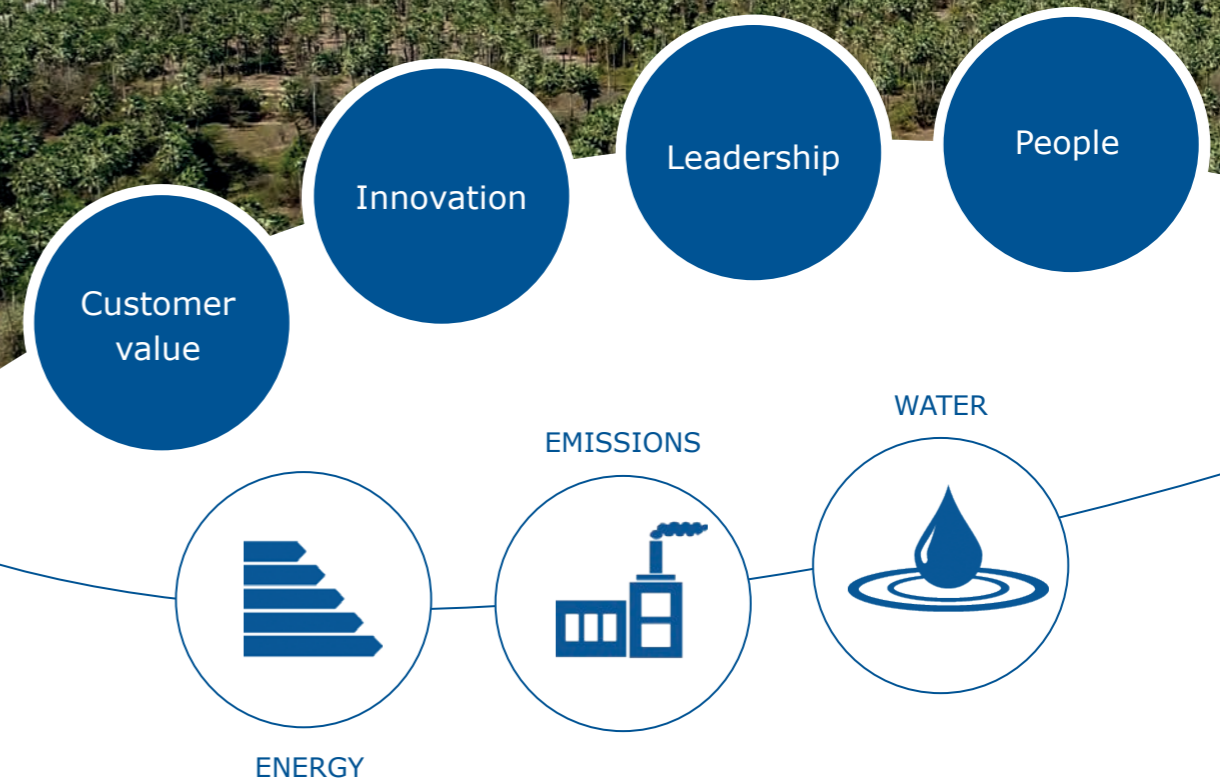 Customer
value
Innovation
Leadership
People
ENERGY
EMISSIONS
WATER